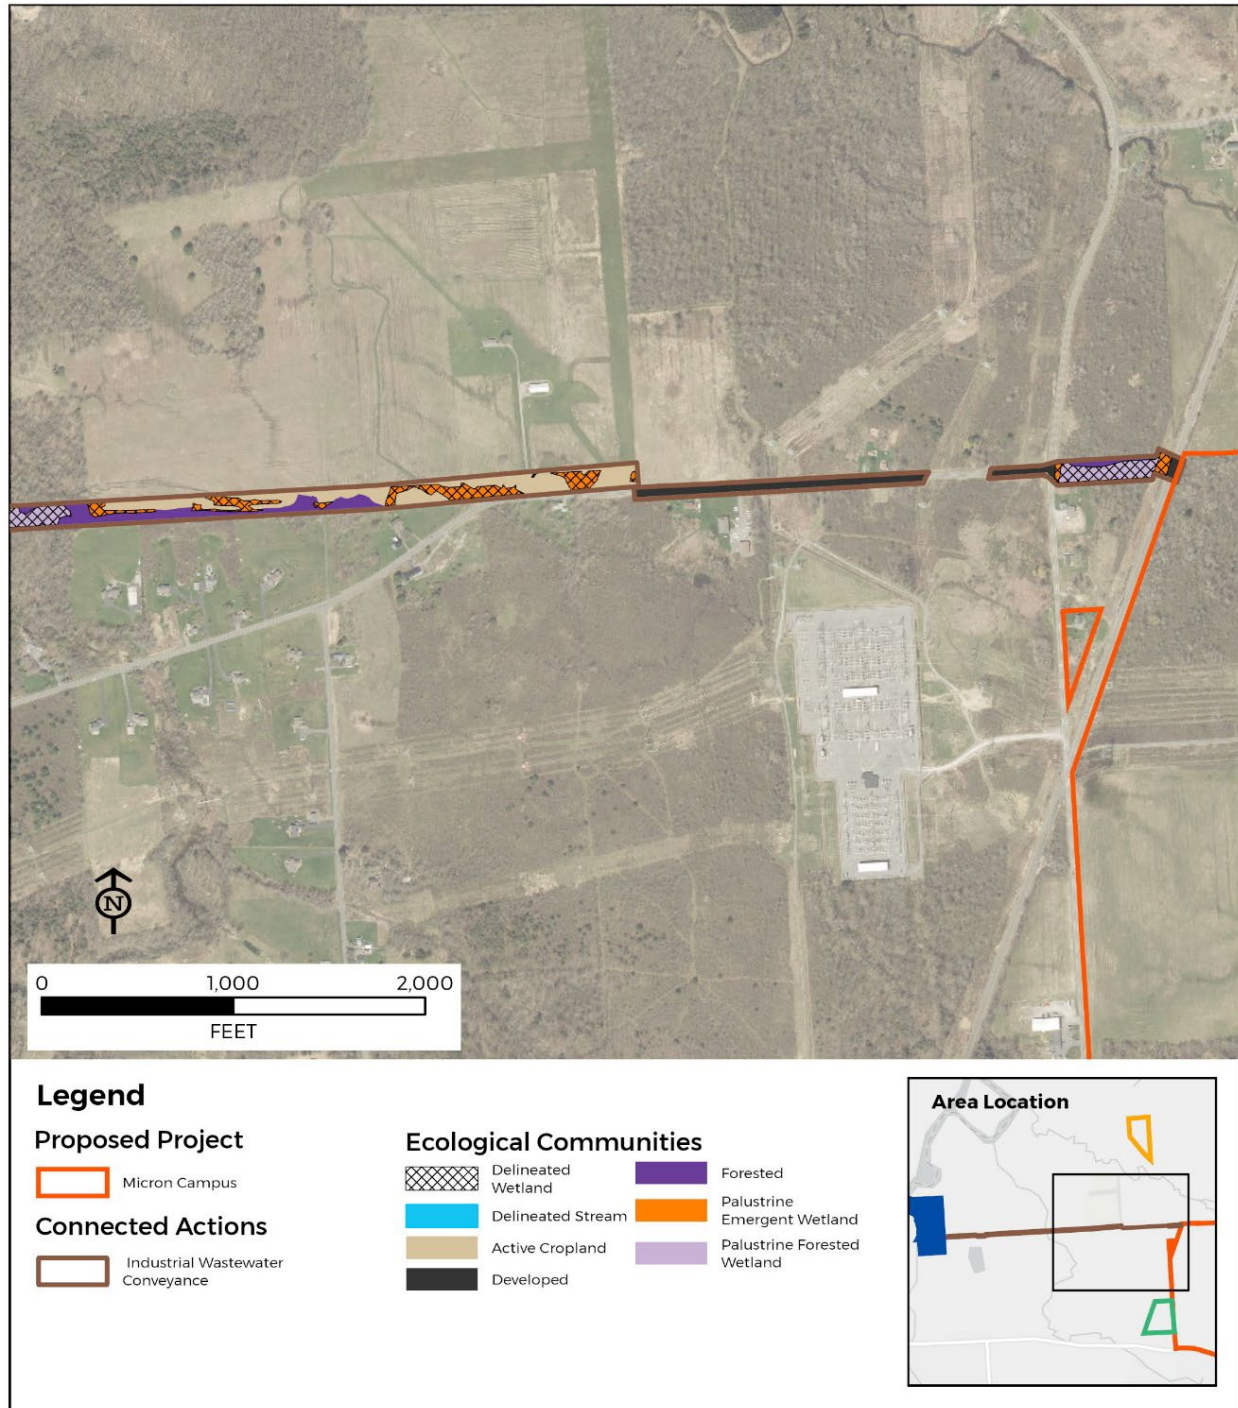 N
0 1,000 2,000
FEET
Legend
Proposed Project
Micron Campus
Connected Actions
Industrial Wastewater
Conveyance
Ecological Communities
Delineated
Wetland
Delineated Stream
Active Cropland
Developed
Forested
Palustrine
Emergent Wetland
Palustrine Forested
Wetland
Area Location